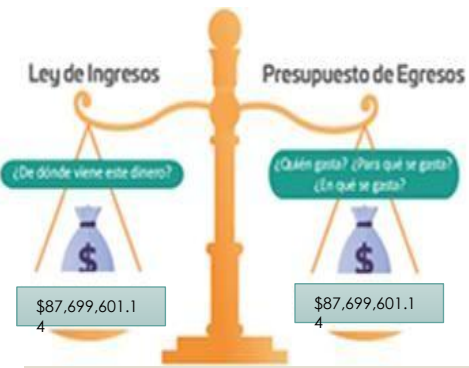 Ley de Ingresos
Presupuesto de Egresos
¿De dónde viene este dinero?
¿Quién gasta? ¿Para qué se gasta?
¿En qué se gasta?
$
$
$87,699,601.1
4
$87,699,601.1
4